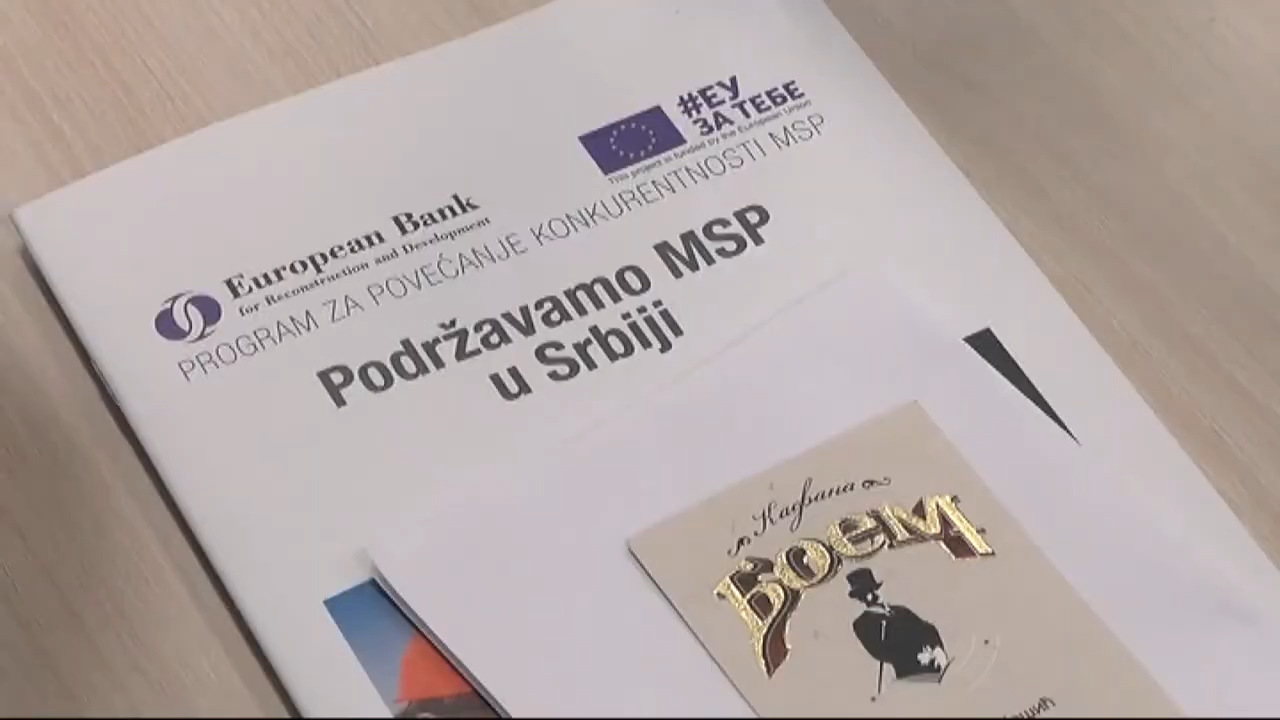 #ЕУ
ЗА ТЕБЕ
This project is funded by the European Union
European Bank
for Reconstruction and Development
PROGRAM ZA POVEĆANJE KONKURENTNOSTI MSP
Podržavamo MSP
u Srbiji
Кафана
Боем